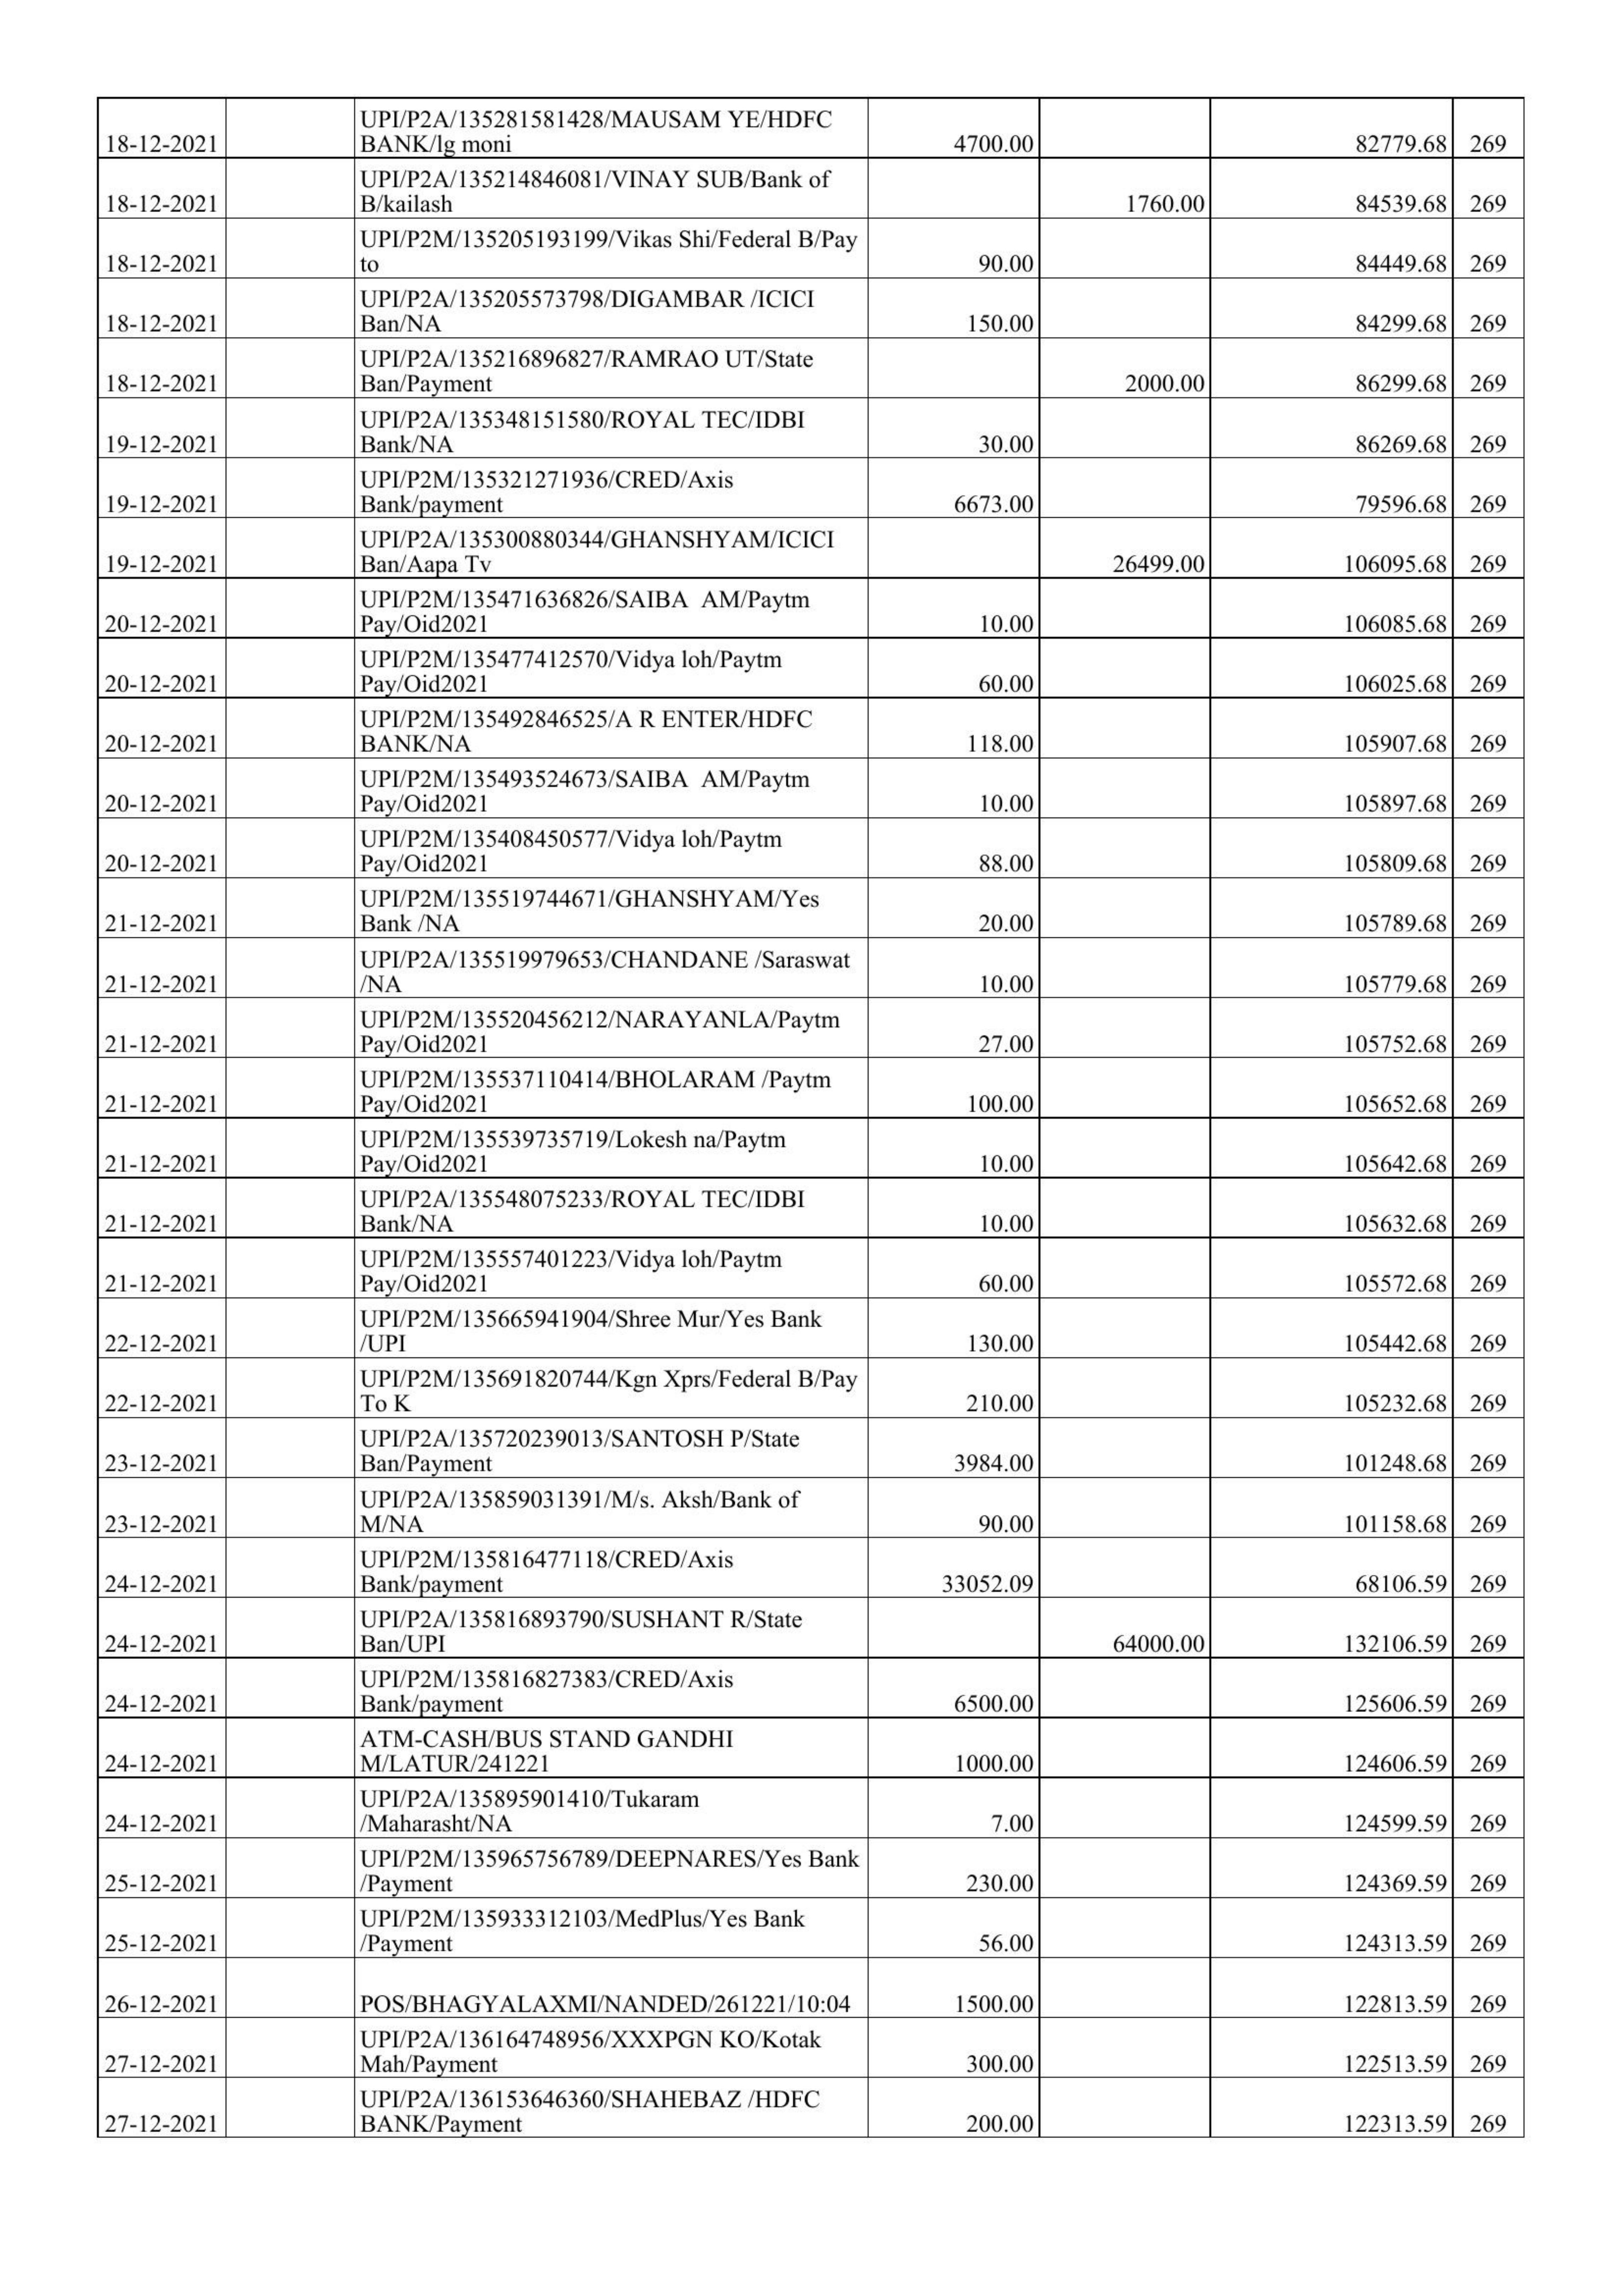 UPI/P2A/135281581428/MAUSAM YE/HDFC
18-12-2021 BANK/lg moni 4700.00 82779.68 269
UPI/P2A/135214846081/VINAY SUB/Bank of
18-12-2021 B/kailash 1760.00 84539.68 269
UPI/P2M/135205193199/Vikas Shi/Federal B/Pay
18-12-2021 to 90.00 84449.68 269
UPI/P2A/135205573798/DIGAMBAR /ICICI
18-12-2021 Ban/NA 150.00 84299.68 269
UPI/P2A/135216896827/RAMRAO UT/State
18-12-2021 Ban/Payment 2000.00 86299.68 269
UPI/P2A/135348151580/ROYAL TEC/IDBI
19-12-2021 Bank/NA 30.00 86269.68 269
UPI/P2M/135321271936/CRED/Axis
19-12-2021 Bank/payment 6673.00 79596.68 269
UPI/P2A/135300880344/GHANSHYAM/ICICI
19-12-2021 Ban/Aapa Tv 26499.00 106095.68 269
UPI/P2M/135471636826/SAIBA  AM/Paytm
20-12-2021 Pay/Oid2021 10.00 106085.68 269
UPI/P2M/135477412570/Vidya loh/Paytm
20-12-2021 Pay/Oid2021 60.00 106025.68 269
UPI/P2M/135492846525/A R ENTER/HDFC
20-12-2021 BANK/NA 118.00 105907.68 269
UPI/P2M/135493524673/SAIBA  AM/Paytm
20-12-2021 Pay/Oid2021 10.00 105897.68 269
UPI/P2M/135408450577/Vidya loh/Paytm
20-12-2021 Pay/Oid2021 88.00 105809.68 269
UPI/P2M/135519744671/GHANSHYAM/Yes
21-12-2021 Bank /NA 20.00 105789.68 269
UPI/P2A/135519979653/CHANDANE /Saraswat
21-12-2021 /NA 10.00 105779.68 269
UPI/P2M/135520456212/NARAYANLA/Paytm
21-12-2021 Pay/Oid2021 27.00 105752.68 269
UPI/P2M/135537110414/BHOLARAM /Paytm
21-12-2021 Pay/Oid2021 100.00 105652.68 269
UPI/P2M/135539735719/Lokesh na/Paytm
21-12-2021 Pay/Oid2021 10.00 105642.68 269
UPI/P2A/135548075233/ROYAL TEC/IDBI
21-12-2021 Bank/NA 10.00 105632.68 269
UPI/P2M/135557401223/Vidya loh/Paytm
21-12-2021 Pay/Oid2021 60.00 105572.68 269
UPI/P2M/135665941904/Shree Mur/Yes Bank
22-12-2021 /UPI 130.00 105442.68 269
UPI/P2M/135691820744/Kgn Xprs/Federal B/Pay
22-12-2021 To K 210.00 105232.68 269
UPI/P2A/135720239013/SANTOSH P/State
23-12-2021 Ban/Payment 3984.00 101248.68 269
UPI/P2A/135859031391/M/s. Aksh/Bank of
23-12-2021 M/NA 90.00 101158.68 269
UPI/P2M/135816477118/CRED/Axis
24-12-2021 Bank/payment 33052.09 68106.59 269
UPI/P2A/135816893790/SUSHANT R/State
24-12-2021 Ban/UPI 64000.00 132106.59 269
UPI/P2M/135816827383/CRED/Axis
24-12-2021 Bank/payment 6500.00 125606.59 269
ATM-CASH/BUS STAND GANDHI
24-12-2021 M/LATUR/241221 1000.00 124606.59 269
UPI/P2A/135895901410/Tukaram
24-12-2021 /Maharasht/NA 7.00 124599.59 269
UPI/P2M/135965756789/DEEPNARES/Yes Bank
25-12-2021 /Payment 230.00 124369.59 269
UPI/P2M/135933312103/MedPlus/Yes Bank
25-12-2021 /Payment 56.00 124313.59 269
26-12-2021 POS/BHAGYALAXMI/NANDED/261221/10:04 1500.00 122813.59 269
UPI/P2A/136164748956/XXXPGN KO/Kotak
27-12-2021 Mah/Payment 300.00 122513.59 269
UPI/P2A/136153646360/SHAHEBAZ /HDFC
27-12-2021 BANK/Payment 200.00 122313.59 269